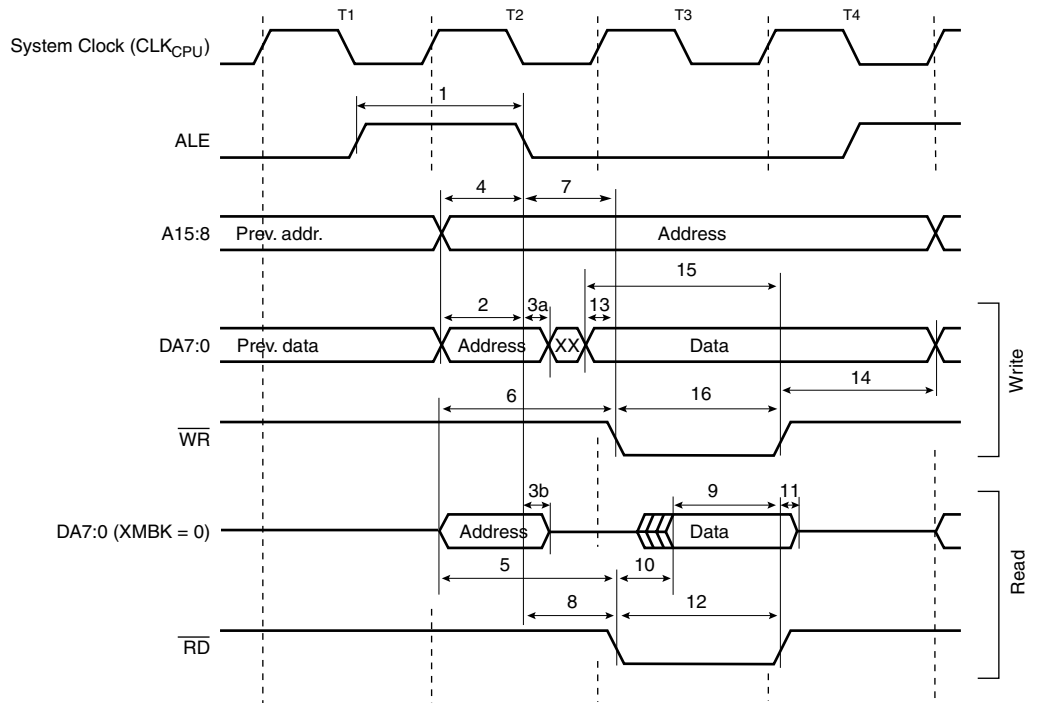 T1 T2 T3 T4
System Clock (CLKCPU)
1
ALE
4 7
A15:8 Prev. addr. Address
15
2 3a 13
DA7:0 Prev. data Address XX Data
14
6 16
WR
Write
3b 9 11
DA7:0 (XMBK = 0) Address Data
5 10
8 12
RD
Read